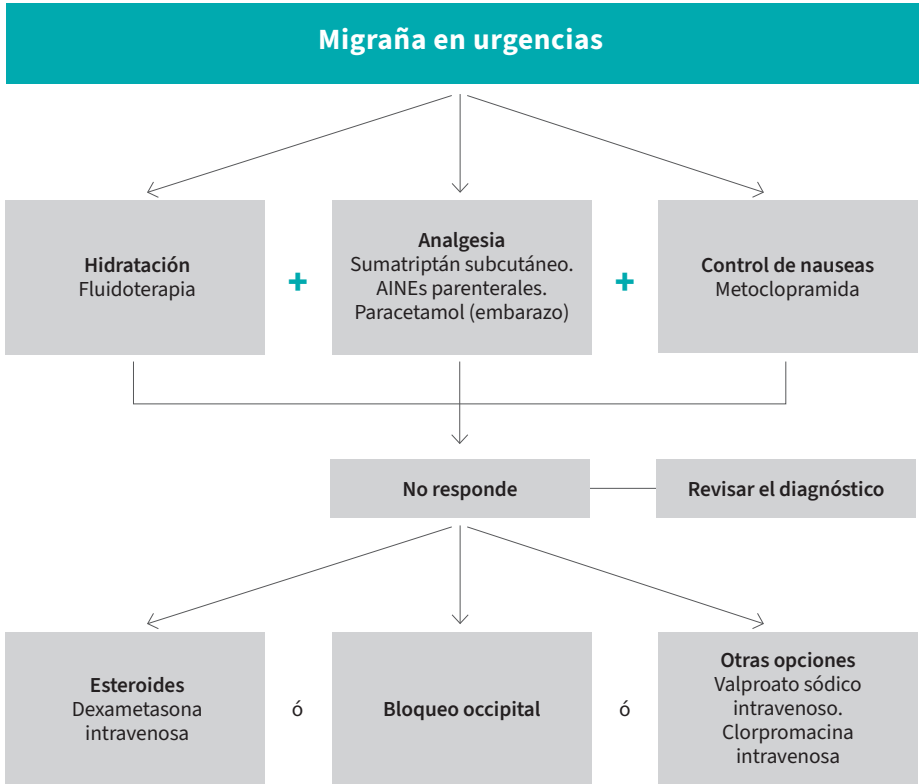 Migraña en urgencias
Hidratación
Fluidoterapia
+
Analgesia
Sumatriptán subcutáneo.
AINEs parenterales.
Paracetamol (embarazo)
+
Control de nauseas
Metoclopramida
No responde
Revisar el diagnóstico
Esteroides
Dexametasona
intravenosa
ó
Bloqueo occipital
ó
Otras opciones
Valproato sódico
intravenoso.
Clorpromacina
intravenosa